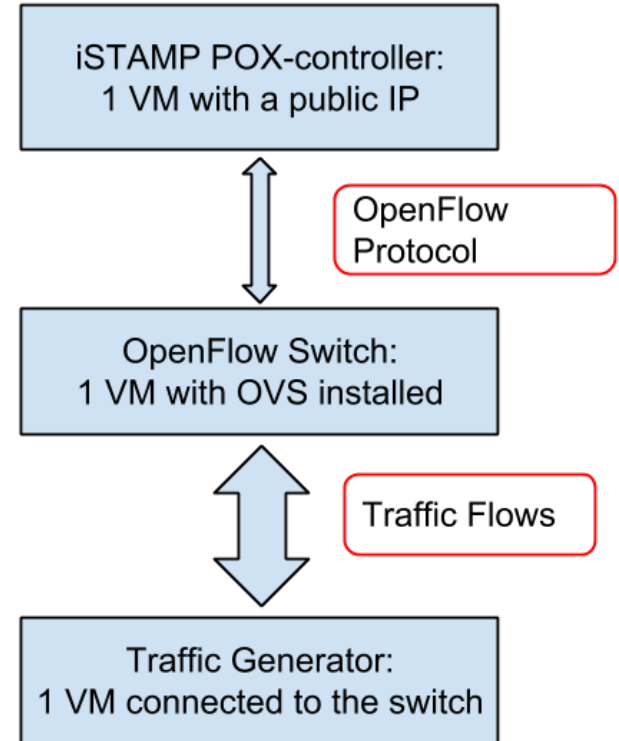 iSTAMP POX-controller:
1 VM with a public IP
OpenFlow
Protocol
OpenFlow Switch:
1 VM with OVS installed
Traffic Flows
Traffic Generator:
1 VM connected to the switch